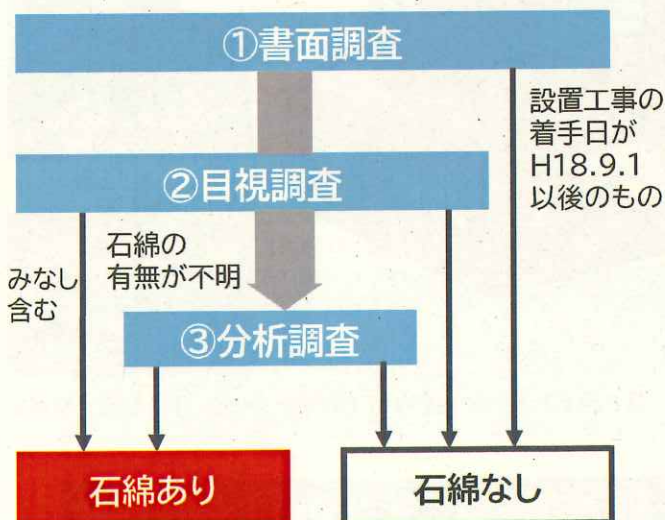 ①書面調査
設置工事の
着手日が
H18.9.1
以後のもの
②目視調査
石綿の
有無が不明
みなし
含む
③分析調査
石綿あり
石綿なし